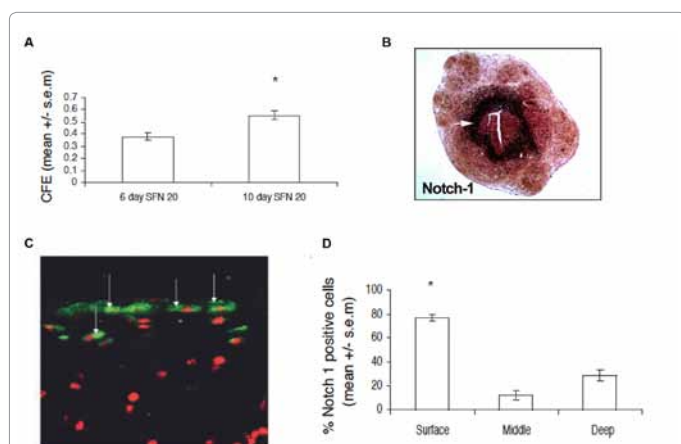 A
CFE (mean +/- s.e.m)
0.7
0.6
0.5
0.4
0.3
0.2
0.1
0
*
6 day SFN 20
10 day SFN 20
B
Notch-1
C
D
% Notch 1 positive cells
(mean +/- s.e.m)
100
80
60
40
20
0
*
Surface
Middle
Deep